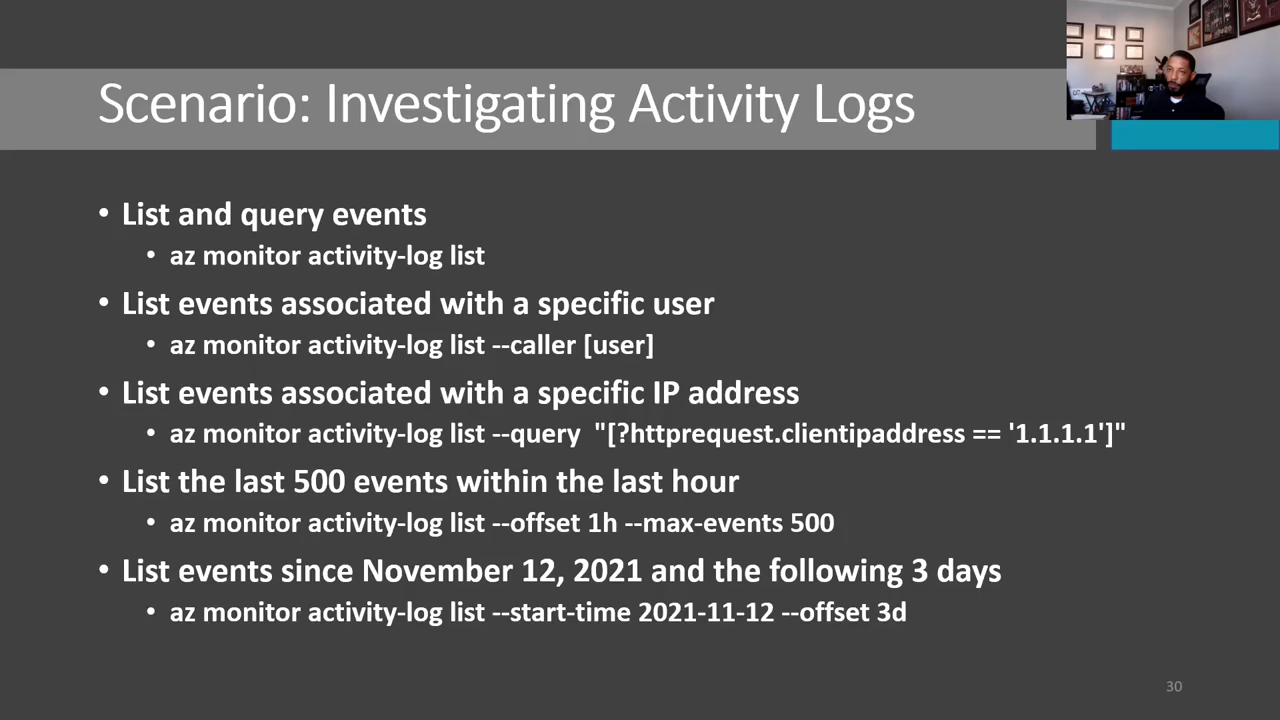 Scenario: Investigating Activity Logs
• List and query events
• az monitor activity-log list
• List events associated with a specific user
• az monitor activity-log list --caller [user]
• List events associated with a specific IP address
• az monitor activity-log list --query "[?httprequest.clientipaddress == '1.1.1.1']"
• List the last 500 events within the last hour
• az monitor activity-log list --offset 1h --max-events 500
• List events since November 12, 2021 and the following 3 days
• az monitor activity-log list --start-time 2021-11-12 --offset 3d
30